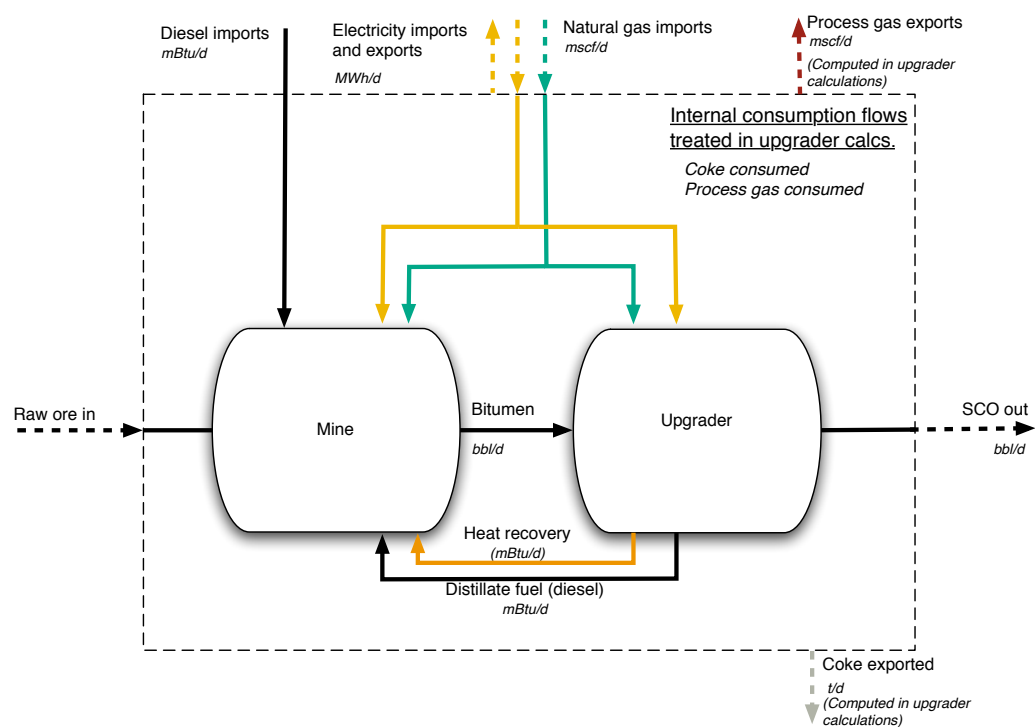 Diesel imports
mBtu/d
Electricity imports
and exports
MWh/d
Natural gas imports
mscf/d
Process gas exports
mscf/d
(Computed in upgrader
calculations)
Internal consumption flows
treated in upgrader calcs.
Coke consumed
Process gas consumed
Raw ore in
Mine
Bitumen
bbl/d
Upgrader
SCO out
bbl/d
Heat recovery
(mBtu/d)
Distillate fuel (diesel)
mBtu/d
Coke exported
t/d
(Computed in upgrader
calculations)